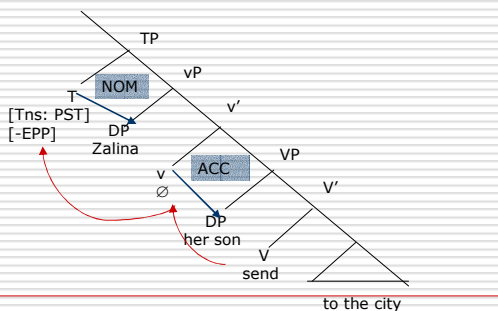 TP
NOM
vP
T
[Tns: PST]
[-EPP]
DP
Zalina
v'
v
∅
ACC
VP
DP
her son
V'
V
send
to the city